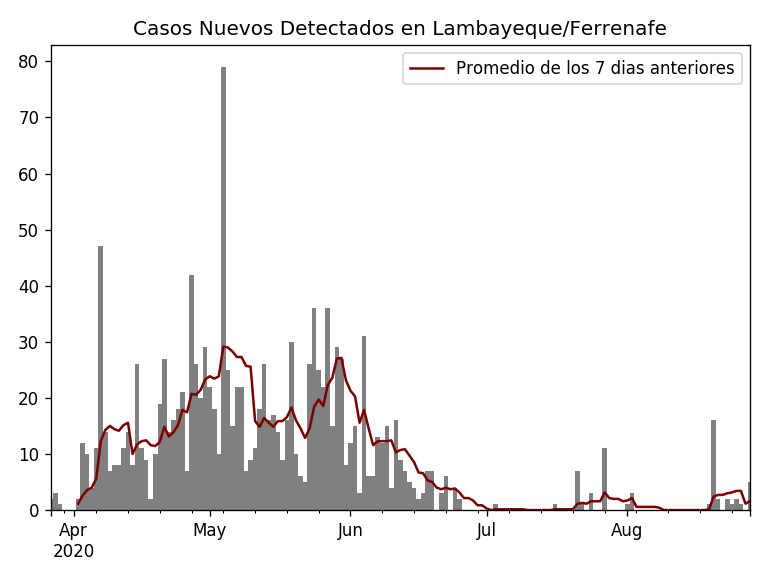 Casos Nuevos Detectados en Lambayeque/Ferrenafe
Promedio de los 7 dias anteriores
80
70
60
50
40
30
20
10
0
Apr
2020
May
Jun
Jul
Aug